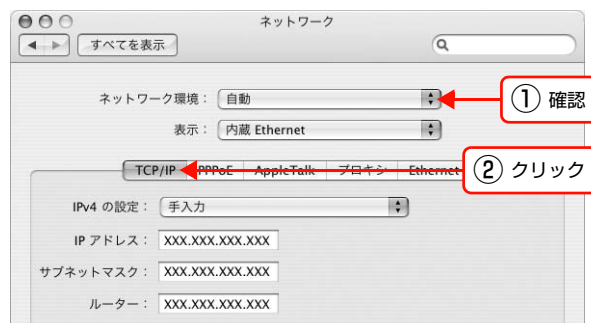 ネットワーク
すべてを表示
ネットワーク環境： 自動
① 確認
表示： 内蔵 Ethernet
TCP/IP PPPoE AppleTalk プロキシ Ethernet
② クリック
IPv4 の設定： 手入力
IP アドレス： XXX.XXX.XXX.XXX
サブネットマスク： XXX.XXX.XXX.XXX
ルーター： XXX.XXX.XXX.XXX